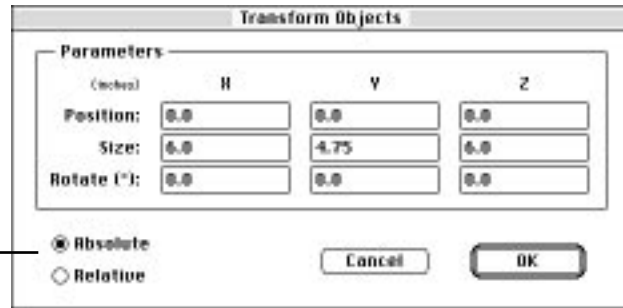 Transform Objects
Parameters
(inches) X Y Z
Position: 0.0 0.0 0.0
Size: 6.0 4.75 6.0
Rotate (°): 0.0 0.0 0.0
Absolute
Relative
Cancel OK